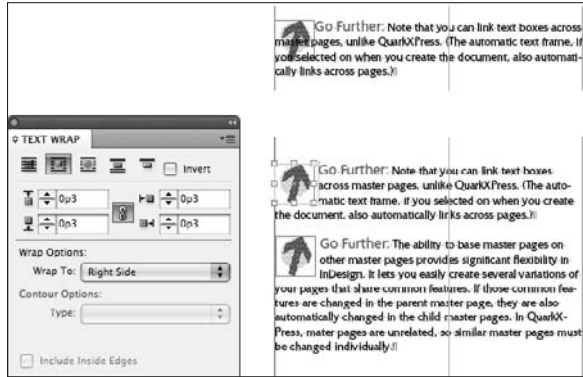 Go Further: Note that you can link text boxes across
master pages, unlike QuarkXPress. (The automatic text frame, if
you selected on when you create the document, also automati-
cally links across pages.)¶
TEXT WRAP
Invert
0p3
0p3
0p3
0p3
Wrap Options:
Wrap To: Right Side
Contour Options:
Type:
Include Inside Edges
Go Further: Note that you can link text boxes
across master pages, unlike QuarkXPress. (The auto-
matic text frame, if you selected on when you create
the document, also automatically links across pages.)¶
Go Further: The ability to base master pages on
other master pages provides significant flexibility in
InDesign. It lets you easily create several variations of
your pages that share common features. If those common fea-
tures are changed in the parent master page, they are also
automatically changed in the child master pages. In QuarkX-
Press, mater pages are unrelated, so similar master pages must
be changed individually.¶